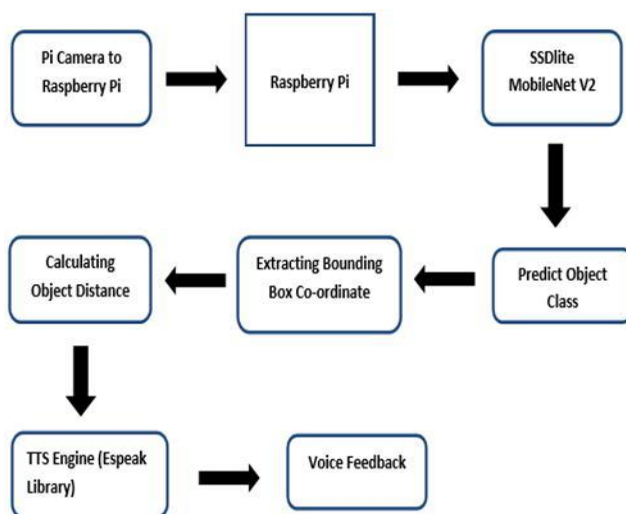 Pi Camera to
Raspberry Pi
Raspberry Pi
SSDlite
MobileNet V2
Predict Object
Class
Extracting Bounding
Box Co-ordinate
Calculating
Object Distance
TTS Engine (Espeak
Library)
Voice Feedback